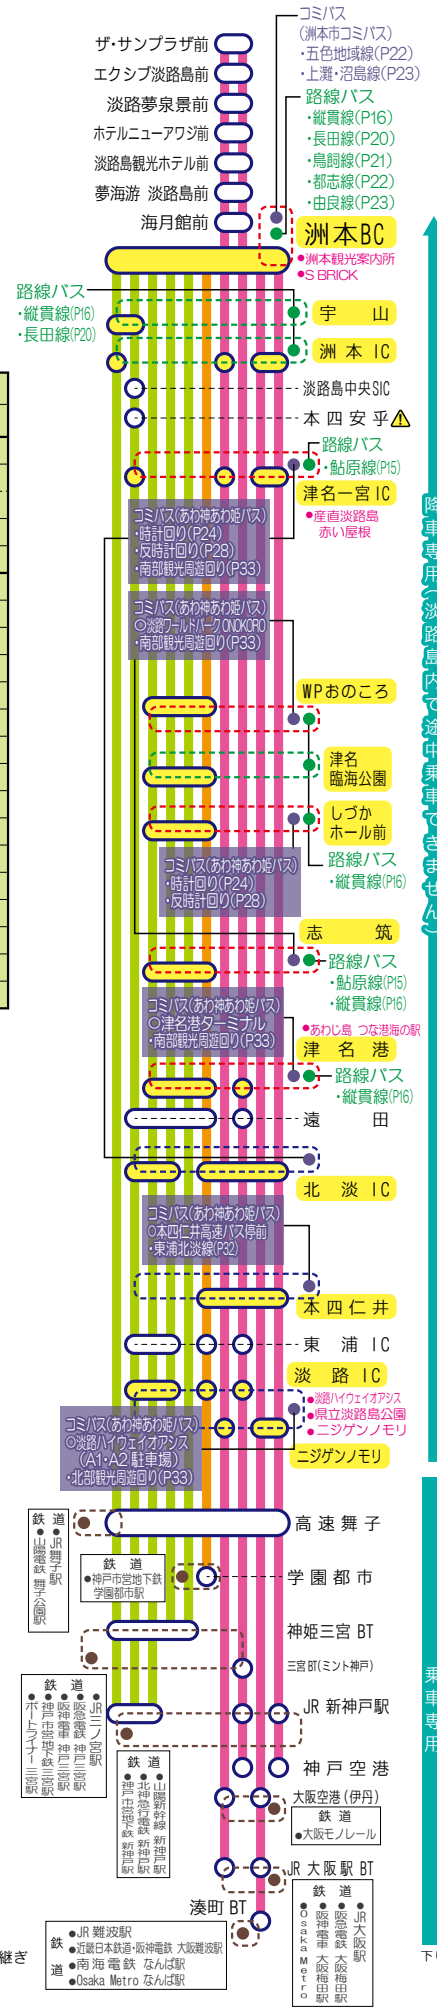 コミバス
(洲本市コミバス)
・五色地域線(P22)
・上灘・沼島線(P23)
ザ・サンプラザ前
エクシブ淡路島前
淡路夢泉景前
ホテルニューアワジ前
淡路島観光ホテル前
夢海游 淡路島前
海月館前
路線バス
・縦貫線(P16)
・長田線(P20)
・鳥飼線(P21)
・都志線(P22)
・由良線(P23)
洲本BC
●洲本観光案内所
●S BRICK
路線バス
・縦貫線(P16)
・長田線(P20)
宇 山
洲本 IC
淡路島中央SIC
本四安乎
路線バス
・鮎原線(P15)
津名一宮 IC
●産直淡路島
赤い屋根
コミバス(あわ神あわ姫バス)
・時計回り(P24)
・反時計回り(P28)
・南部観光周遊回り(P33)
コミバス(あわ神あわ姫バス)
○淡路ワールドパークONOKORO
・南部観光周遊回り(P33)
WPおのころ
津名
臨海公園
しづか
ホール前
路線バス
・縦貫線(P16)
コミバス(あわ神あわ姫バス)
・時計回り(P24)
・反時計回り(P28)
志 筑
路線バス
・鮎原線(P15)
・縦貫線(P16)
コミバス(あわ神あわ姫バス)
○津名港ターミナル
・南部観光周遊回り(P33)
●あわじ島 つな港海の駅
津名港
路線バス
・縦貫線(P16)
遠 田
北淡 IC
コミバス(あわ神あわ姫バス)
○本四仁井高速バス停前
・東浦北淡線(P32)
本四仁井
東浦 IC
淡路 IC
●淡路ハイウェイオアシス
●県立淡路島公園
●ニジゲンノモリ
コミバス(あわ神あわ姫バス)
○淡路ハイウェイオアシス
(A1・A2 駐車場)
・北部観光周遊回り(P33)
ニジゲンノモリ
降車専用(淡路島内で途中乗車できません)
高速舞子
鉄道
●JR舞子駅
●山陽電鉄 舞子公園駅
鉄道
●神戸市営地下鉄
学園都市駅
学園都市
神姫三宮 BT
三宮BT(ミント神戸)
鉄道
●JR三ノ宮駅
●阪急電鉄 神戸三宮駅
●阪神電車 神戸三宮駅
●神戸市営地下鉄 三宮駅
●ポートライナー 三宮駅
JR 新神戸駅
鉄道
●山陽新幹線 新神戸駅
●北神急行電鉄 新神戸駅
●神戸市営地下鉄 新神戸駅
乗車専用
神戸空港
大阪空港(伊丹)
鉄道
●大阪モノレール
JR 大阪駅 BT
鉄道
●JR大阪駅
●阪急電鉄 大阪梅田駅
●阪神電車 大阪梅田駅
●Osaka Metro
湊町 BT
鉄道
●JR 難波駅
●近畿日本鉄道・阪神電鉄 大阪難波駅
●南海電鉄 なんば駅
●Osaka Metro なんば駅
継ぎ
下り